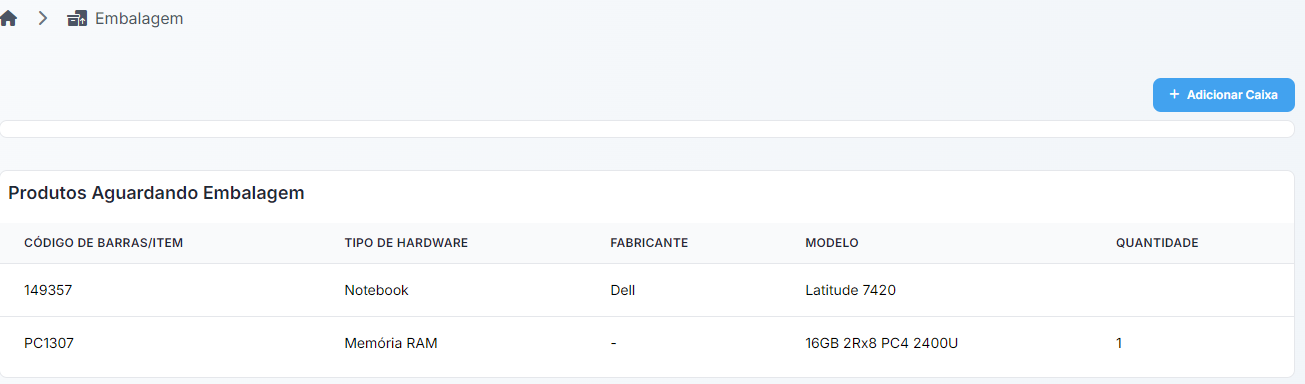 Embalagem
+ Adicionar Caixa
Produtos Aguardando Embalagem
CÓDIGO DE BARRAS/ITEM TIPO DE HARDWARE FABRICANTE MODELO QUANTIDADE
149357 Notebook Dell Latitude 7420
PC1307 Memória RAM - 16GB 2Rx8 PC4 2400U 1